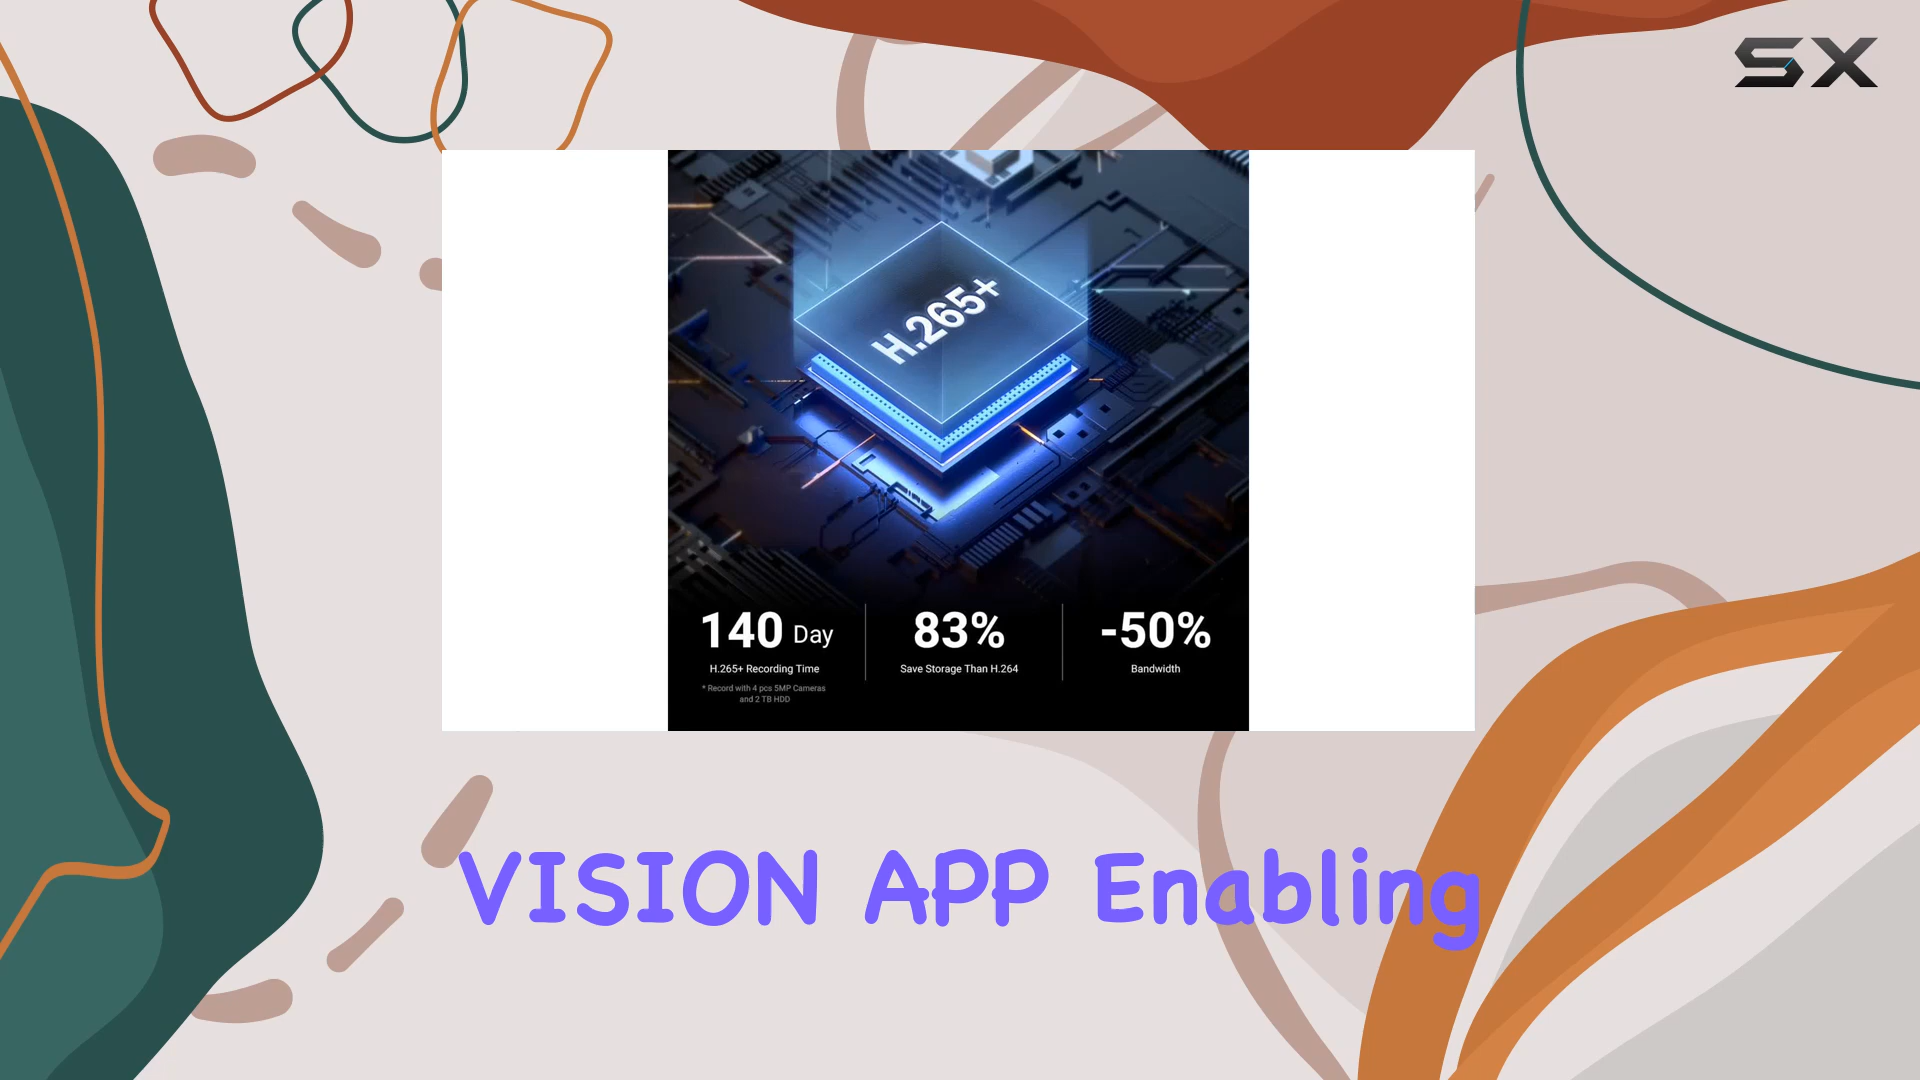 SX
H.265+
140 Day
H.265+ Recording Time
* Record with 4 pcs 5MP Cameras
and 2 TB HDD
83%
Save Storage Than H.264
-50%
Bandwidth
VISION APP Enabling